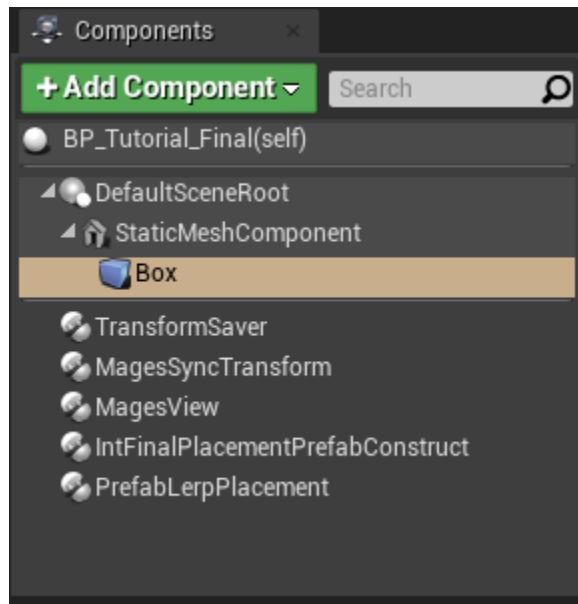 Components
+Add Component
Search
BP_Tutorial_Final(self)
DefaultSceneRoot
StaticMeshComponent
Box
TransformSaver
MagesSyncTransform
MagesView
IntFinalPlacementPrefabConstruct
PrefabLerpPlacement